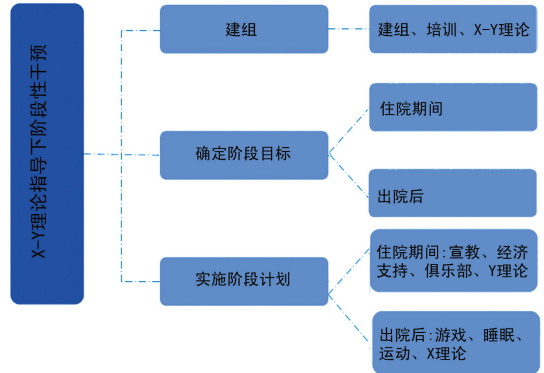 X-Y理论指导下阶段性干预
建组
建组、培训、X-Y理论
确定阶段目标
住院期间
出院后
实施阶段计划
住院期间:宣教、经济
支持、俱乐部、Y理论
出院后:游戏、睡眠、
运动、X理论